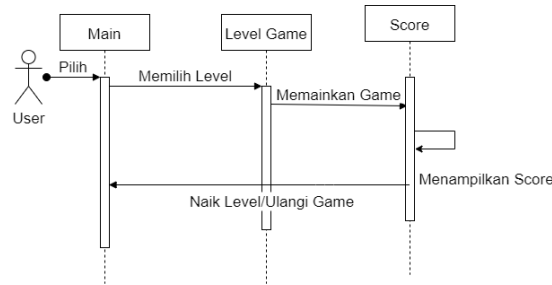 Main
Level Game
Score
Pilih
Memilih Level
Memainkan Game
User
Menampilkan Score
Naik Level/Ulangi Game